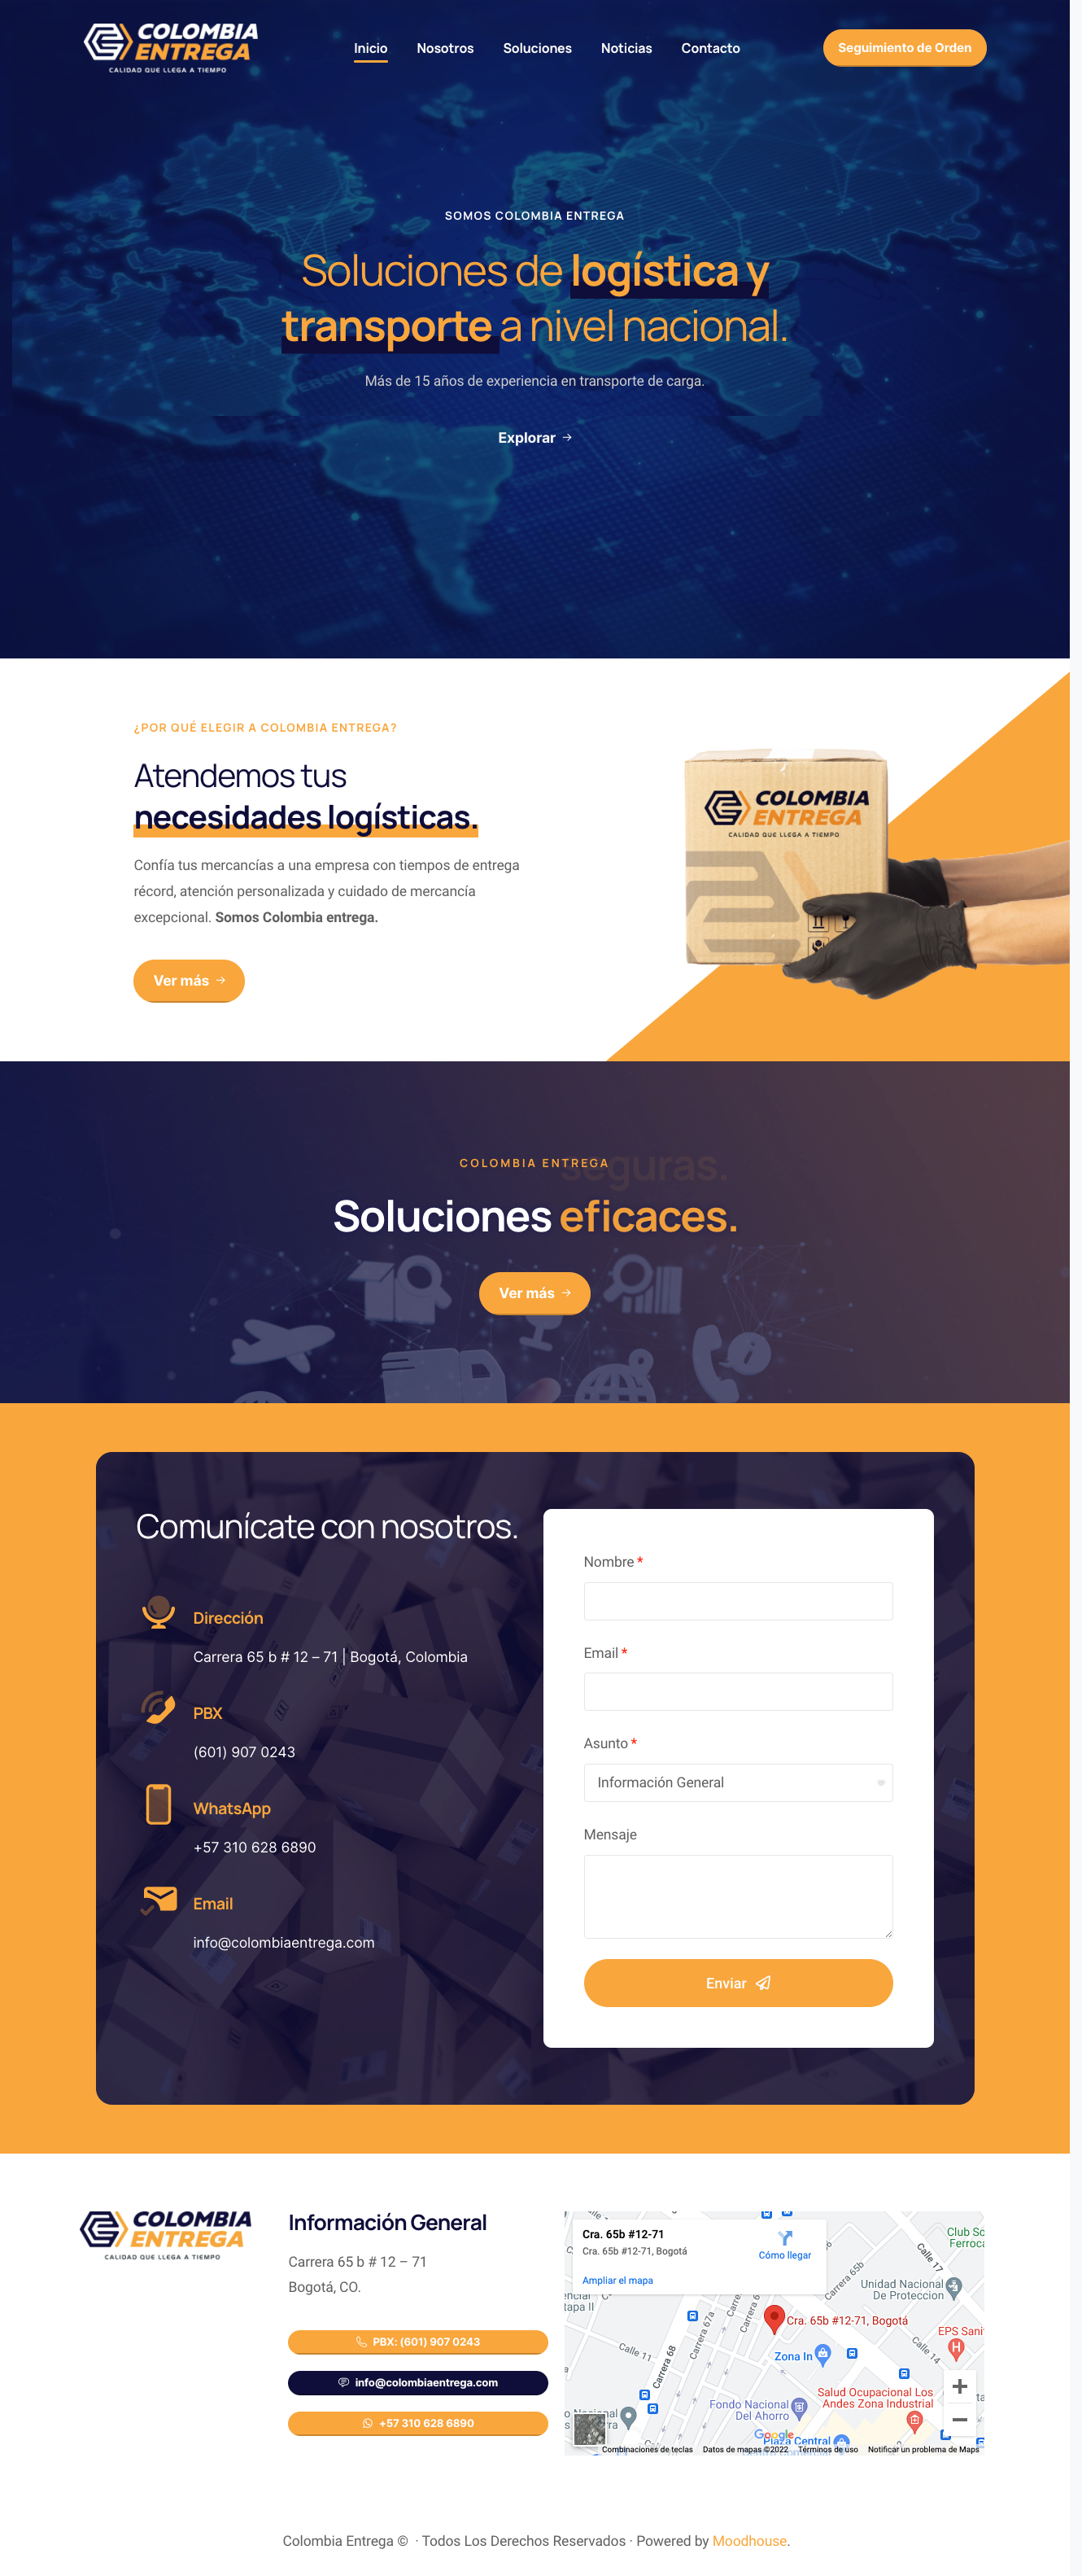 COLOMBIA
ENTREGA
CALIDAD QUE LLEGA A TIEMPO
Inicio
Nosotros
Soluciones
Noticias
Contacto
Seguimiento de Orden
SOMOS COLOMBIA ENTREGA
Soluciones de logística y
transporte a nivel nacional.
Más de 15 años de experiencia en transporte de carga.
Explorar
¿POR QUÉ ELEGIR A COLOMBIA ENTREGA?
Atendemos tus
necesidades logísticas.
Confía tus mercancías a una empresa con tiempos de entrega
récord, atención personalizada y cuidado de mercancía
excepcional. Somos Colombia entrega.
Ver más
COLOMBIA
ENTREGA
CALIDAD QUE LLEGA A TIEMPO
seguras.
COLOMBIA ENTREGA
Soluciones eficaces.
Ver más
Comunícate con nosotros.
Dirección
Carrera 65 b # 12 – 71 | Bogotá, Colombia
PBX
(601) 907 0243
WhatsApp
+57 310 628 6890
Email
info@colombiaentrega.com
Nombre *
Email *
Asunto *
Información General
Mensaje
Enviar
COLOMBIA
ENTREGA
CALIDAD QUE LLEGA A TIEMPO
Información General
Carrera 65 b # 12 – 71
Bogotá, CO.
PBX: (601) 907 0243
info@colombiaentrega.com
+57 310 628 6890
Cra. 65b #12-71
Cra. 65b #12-71, Bogotá
Cómo llegar
Ampliar el mapa
Calle 17
Carrera 65b
Unidad Nacional
De Proteccion
Cra. 65b #12-71, Bogotá
Carrera 67a
Calle 11
Carrera 68
Zona In
Calle 14
Salud Ocupacional Los
Andes Zona Industrial
Fondo Nacional
Del Ahorro
Google
Plaza Central
Combinaciones de teclas
Datos de mapas ©2022
Términos de uso
Notificar un problema de Maps
Colombia Entrega © · Todos Los Derechos Reservados · Powered by Moodhouse.